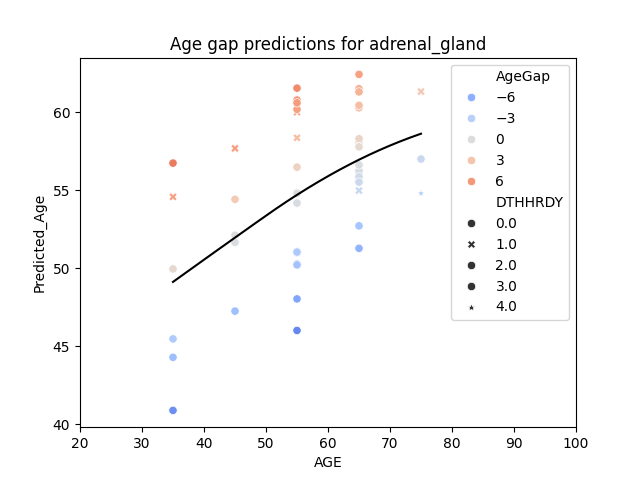 Age gap predictions for adrenal_gland
Predicted_Age
60
55
50
45
40
20 30 40 50 60 70 80 90 100
AGE
AgeGap
−6
−3
0
3
6
DTHHRDY
0.0
1.0
2.0
3.0
4.0